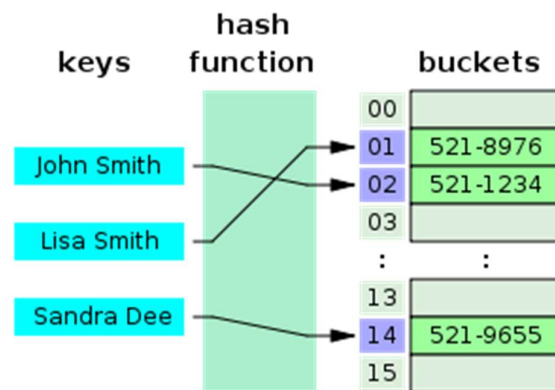 keys
hash
function
buckets
John Smith
Lisa Smith
Sandra Dee
00
01 521-8976
02 521-1234
03
: :
13
14 521-9655
15